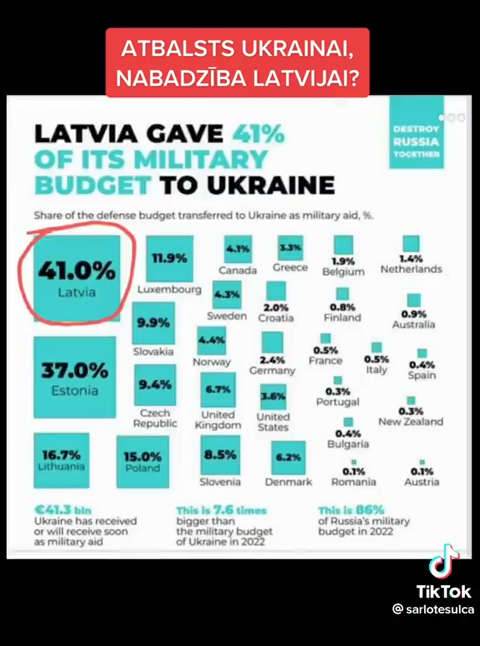 ATBALSTS UKRAINAI,
NABADZĪBA LATVIJAI?
LATVIA GAVE 41%
OF ITS MILITARY
BUDGET TO UKRAINE
DESTROY
RUSSIA
TOGETHER
Share of the defense budget transferred to Ukraine as military aid, %.
41.0%
Latvia
11.9%
Luxembourg
4.1%
Canada
3.3%
Greece
1.9%
Belgium
1.4%
Netherlands
9.9%
Slovakia
4.3%
Sweden
2.0%
Croatia
0.8%
Finland
0.9%
Australia
37.0%
Estonia
4.4%
Norway
2.4%
Germany
0.5%
France
0.5%
Italy
0.4%
Spain
9.4%
Czech
Republic
6.7%
United
Kingdom
3.6%
United
States
0.3%
Portugal
0.3%
New Zealand
0.4%
Bulgaria
16.7%
Lithuania
15.0%
Poland
8.5%
Slovenia
6.2%
Denmark
0.1%
Romania
0.1%
Austria
€41.3 bln
Ukraine has received
or will receive soon
as military aid
This is 7.6 times
bigger than
the military budget
of Ukraine in 2022
This is 86%
of Russia's military
budget in 2022
TikTok
@ sarlotesulca